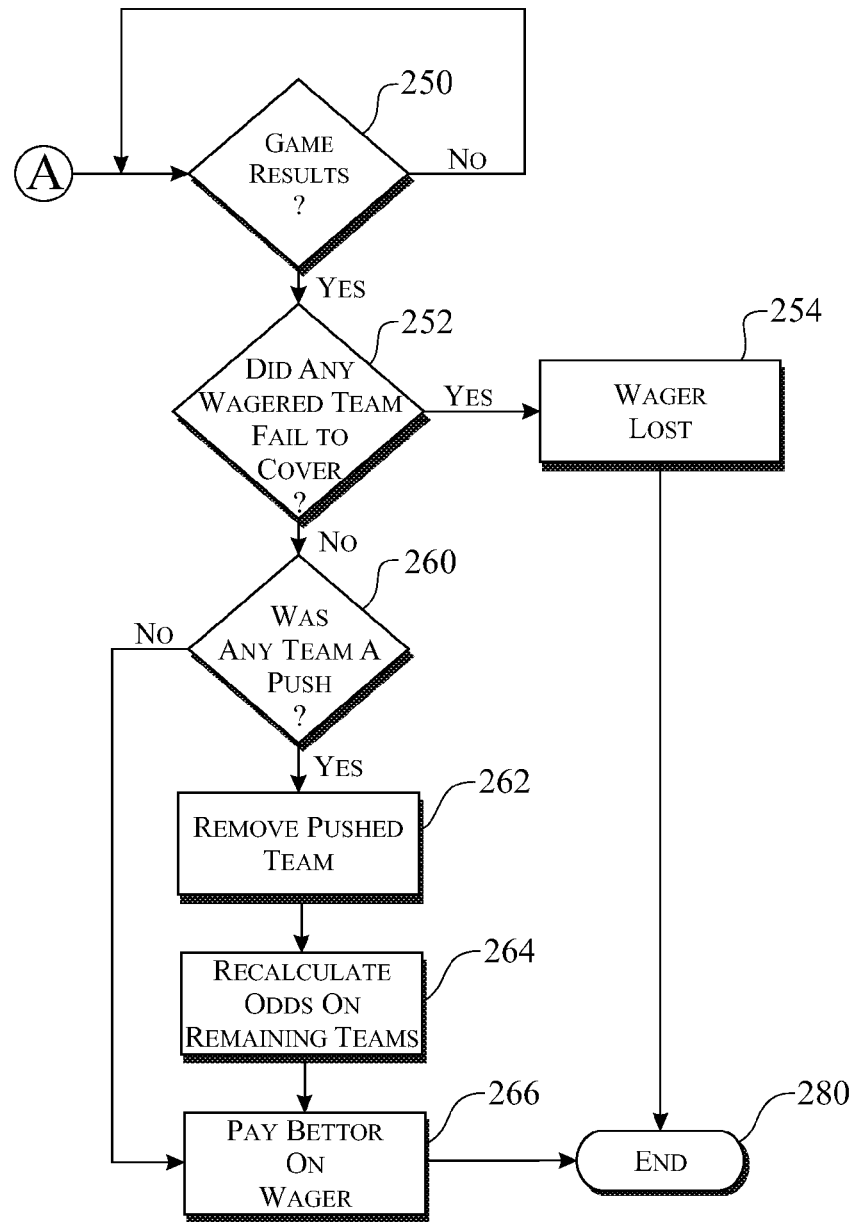 250
GAME
RESULTS
?
NO
A
YES
252
DID ANY
WAGERED TEAM
FAIL TO
COVER
?
YES
254
WAGER
LOST
NO
260
WAS
ANY TEAM A
PUSH
?
NO
YES
262
REMOVE PUSHED
TEAM
264
RECALCULATE
ODDS ON
REMAINING TEAMS
266
PAY BETTOR
ON
WAGER
280
END